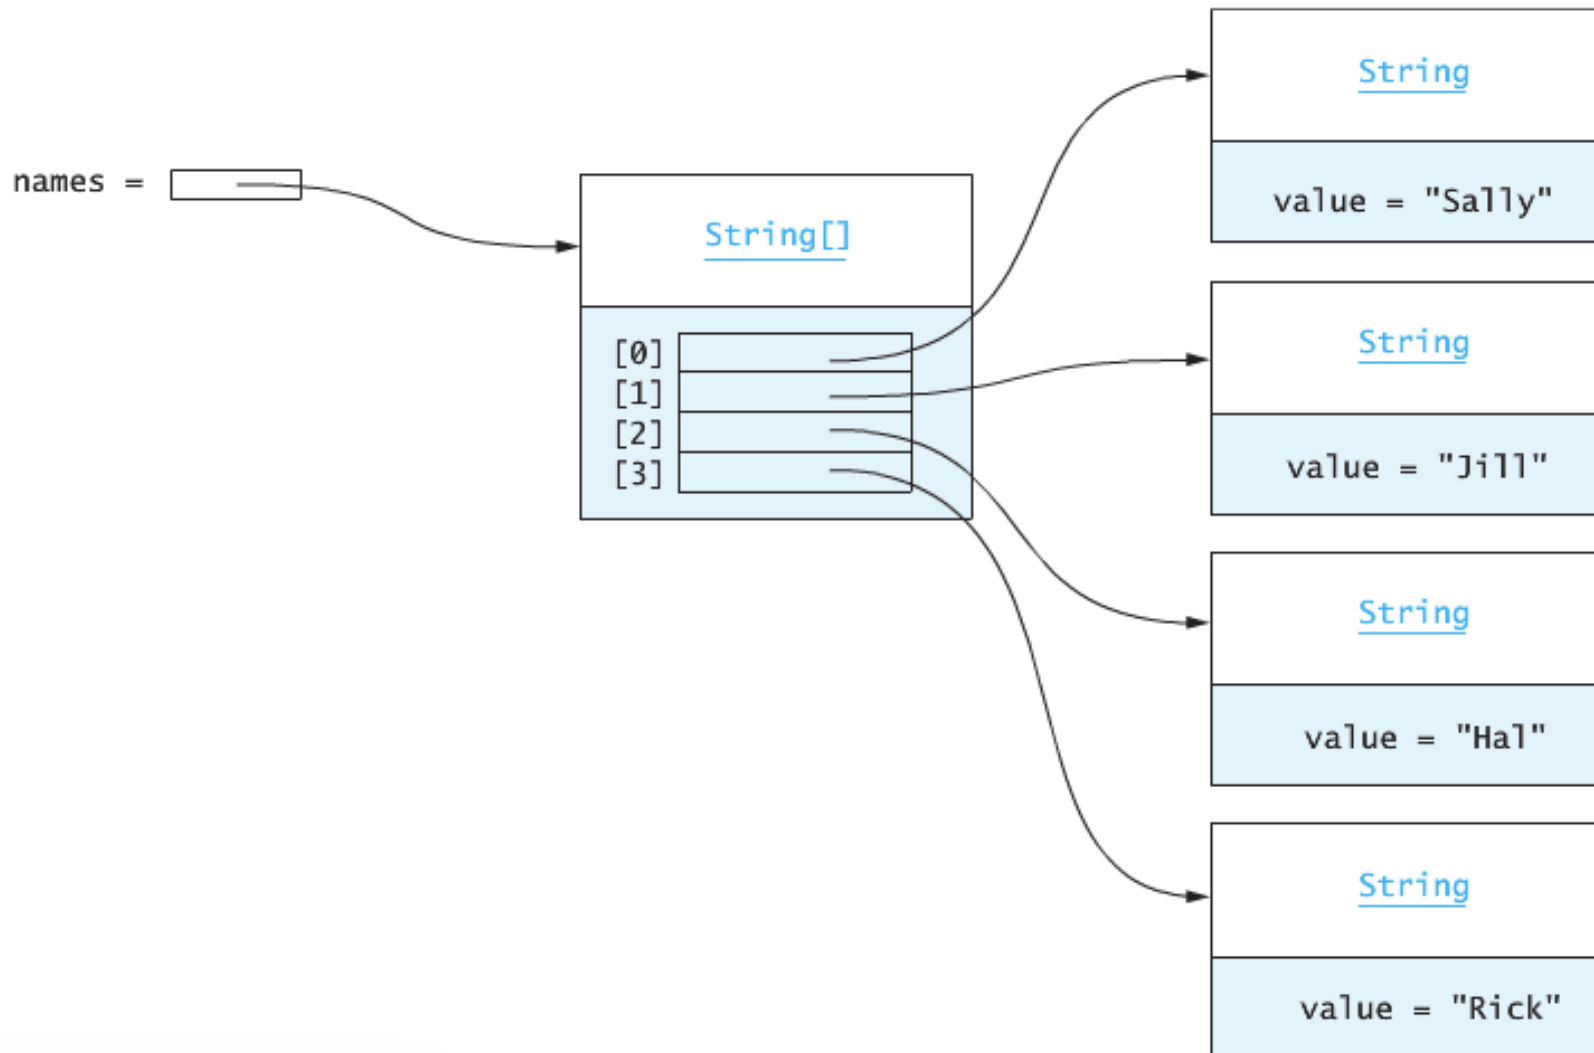 names =
String[]
[0]
[1]
[2]
[3]
String
value = "Sally"
String
value = "Jill"
String
value = "Hal"
String
value = "Rick"